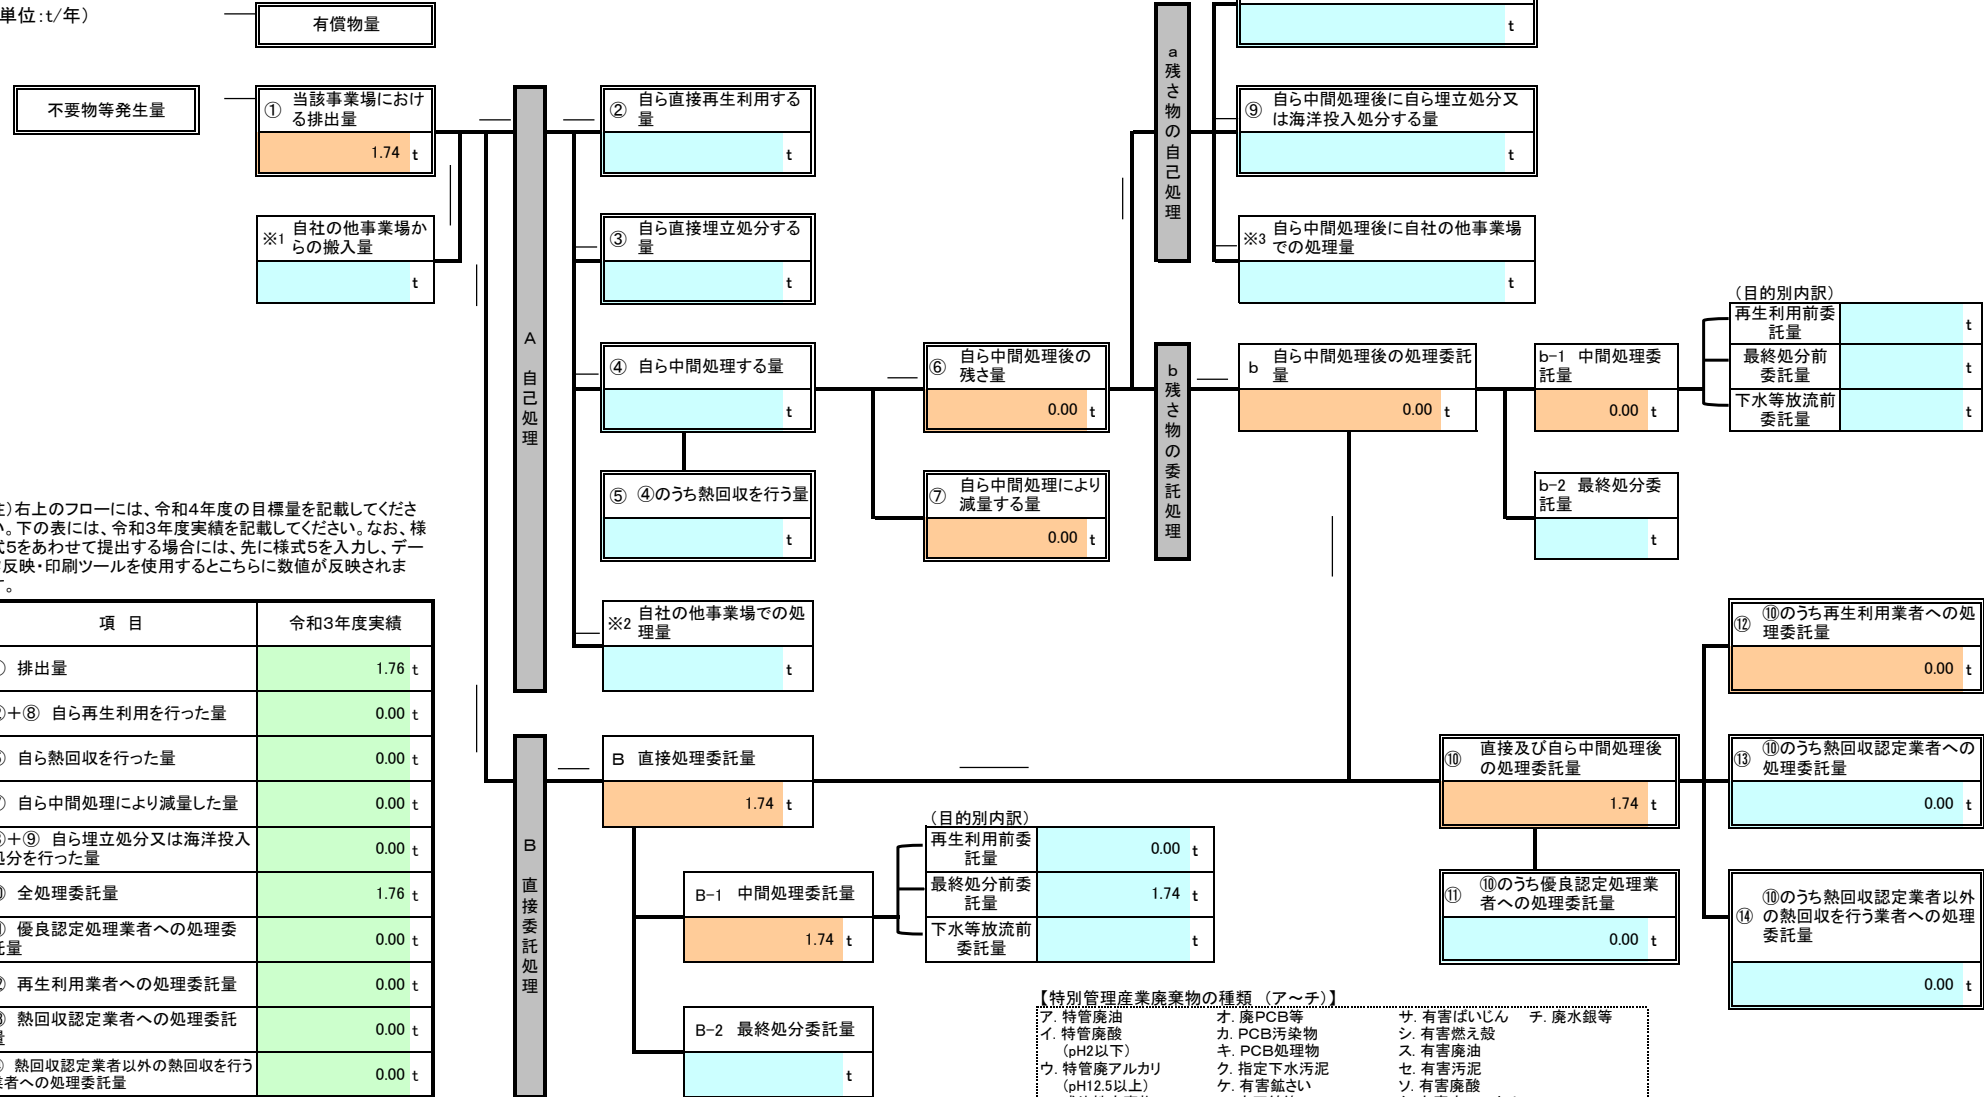 単位:t/年）
有償物量
t
不要物等発生量
① 当該事業場におけ
る排出量
1.74 t
※1 自社の他事業場か
らの搬入量
t
A 自己処理
② 自ら直接再生利用する
量
t
③ 自ら直接埋立処分する
量
t
④ 自ら中間処理する量
t
⑤ ④のうち熱回収を行う量
t
※2 自社の他事業場での処
理量
t
⑥ 自ら中間処理後の
残さ量
0.00 t
⑦ 自ら中間処理により
減量する量
0.00 t
a 残さ物の自己処理
⑨ 自ら中間処理後に自ら埋立処分又
は海洋投入処分する量
t
※3 自ら中間処理後に自社の他事業場
での処理量
t
b 残さ物の委託処理
b 自ら中間処理後の処理委託
量
0.00 t
b-1 中間処理委
託量
0.00 t
b-2 最終処分委
託量
t
（目的別内訳）
再生利用前委
託量
t
最終処分前
委託量
t
下水等放流前
委託量
t
）右上のフローには、令和4年度の目標量を記載してくださ
。下の表には、令和3年度実績を記載してください。なお、様
5をあわせて提出する場合には、先に様式5を入力し、デー
反映・印刷ツールを使用するとこちらに数値が反映されま
。
項 目 令和3年度実績
排出量 1.76 t
＋⑧ 自ら再生利用を行った量 0.00 t
自ら熱回収を行った量 0.00 t
自ら中間処理により減量した量 0.00 t
＋⑨ 自ら埋立処分又は海洋投入
処分を行った量 0.00 t
全処理委託量 1.76 t
優良認定処理業者への処理委
託量 0.00 t
再生利用業者への処理委託量 0.00 t
熱回収認定業者への処理委託
量 0.00 t
熱回収認定業者以外の熱回収を行う
業者への処理委託量 0.00 t
B 直接委託処理
B 直接処理委託量
1.74 t
B-1 中間処理委託量
1.74 t
B-2 最終処分委託量
t
（目的別内訳）
再生利用前委
託量
0.00 t
最終処分前委
託量
1.74 t
下水等放流前
委託量
t
⑩ 直接及び自ら中間処理後
の処理委託量
1.74 t
⑪ ⑩のうち優良認定処理業
者への処理委託量
0.00 t
⑫ ⑩のうち再生利用業者への処
理委託量
0.00 t
⑬ ⑩のうち熱回収認定業者への
処理委託量
0.00 t
⑭ ⑩のうち熱回収認定業者以外
の熱回収を行う業者への処理
委託量
0.00 t
【特別管理産業廃棄物の種類 （ア～チ）】
ア. 特管廃油 オ. 廃PCB等 サ. 有害ばいじん チ. 廃水銀等
イ. 特管廃酸 カ. PCB汚染物 シ. 有害燃え殻
（pH2以下） キ. PCB処理物 ス. 有害廃油
ウ. 特管廃アルカリ ク. 指定下水汚泥 セ. 有害汚泥
（pH12.5以上） ケ. 有害鉱さい ソ. 有害廃酸